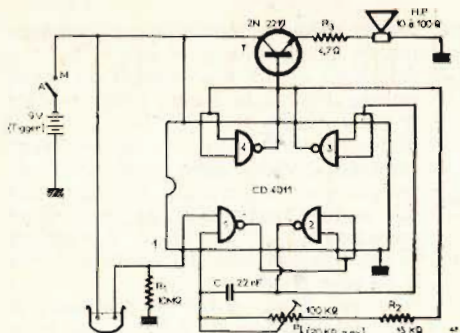 2N 2219
T
R3
4,7Ω
H.P.
10 à 100 Ω
M
A
9V
(Tigger)
4
3
CD 4011
1
2
1
R1
10MΩ
C
22 nF
100 KΩ
R2
15 KΩ